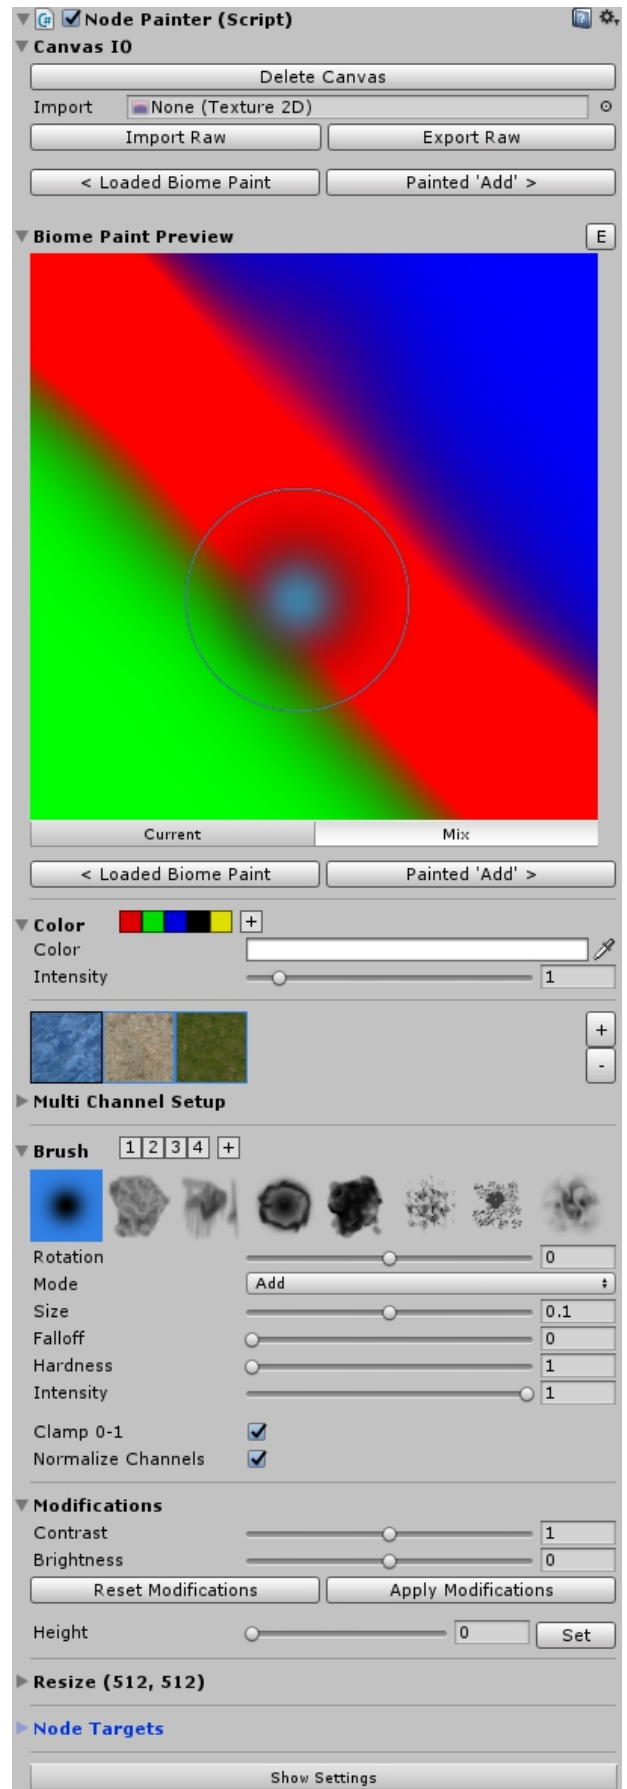 Node Painter (Script)
Canvas IO
Delete Canvas
Import None (Texture 2D)
Import Raw Export Raw
< Loaded Biome Paint Painted 'Add' >
Biome Paint Preview E
Current Mix
< Loaded Biome Paint Painted 'Add' >
Color +
Color
Intensity 1
+
-
Multi Channel Setup
Brush 1 2 3 4 +
Rotation 0
Mode Add
Size 0.1
Falloff 0
Hardness 1
Intensity 1
Clamp 0-1
Normalize Channels
Modifications
Contrast 1
Brightness 0
Reset Modifications Apply Modifications
Height 0 Set
Resize (512, 512)
Node Targets
Show Settings